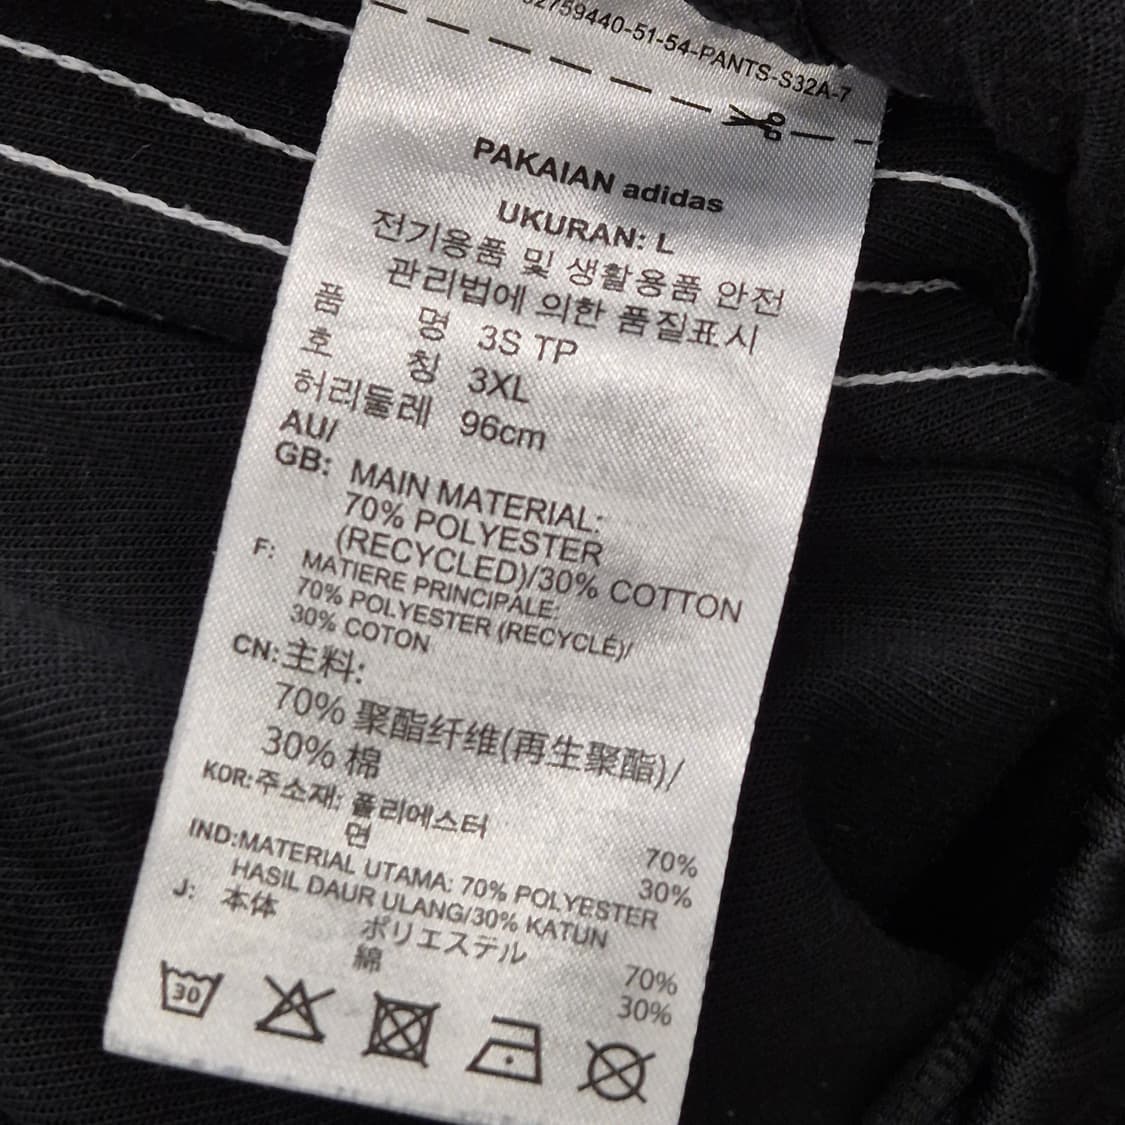 2759440-51-54-PANTS-S32A-7
PAKAIAN adidas
UKURAN: L
전기용품 및 생활용품 안전
관리법에 의한 품질표시
품 명 3S TP
호 칭 3XL
허리둘레 96cm
AU/
GB: MAIN MATERIAL:
70% POLYESTER
(RECYCLED)/30% COTTON
F: MATIERE PRINCIPALE:
70% POLYESTER (RECYCLÉ)/
30% COTON
CN:主料:
70% 聚酯纤维(再生聚酯)/
30% 棉
KOR:주소재: 폴리에스터 70%
면 30%
IND:MATERIAL UTAMA: 70% POLYESTER
HASIL DAUR ULANG/30% KATUN
J: 本体 ポリエステル 70%
綿 30%
30